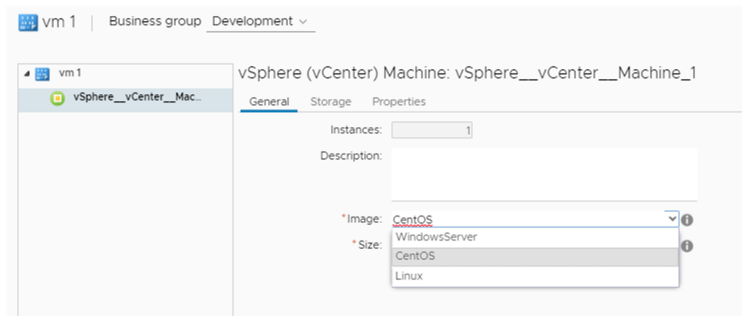 vm 1 Business group Development
vm 1
vSphere__vCenter__Mac..
vSphere (vCenter) Machine: vSphere__vCenter__Machine_1
General Storage Properties
Instances: 1
Description:
*Image: CentOS
WindowsServer
*Size:
CentOS
Linux